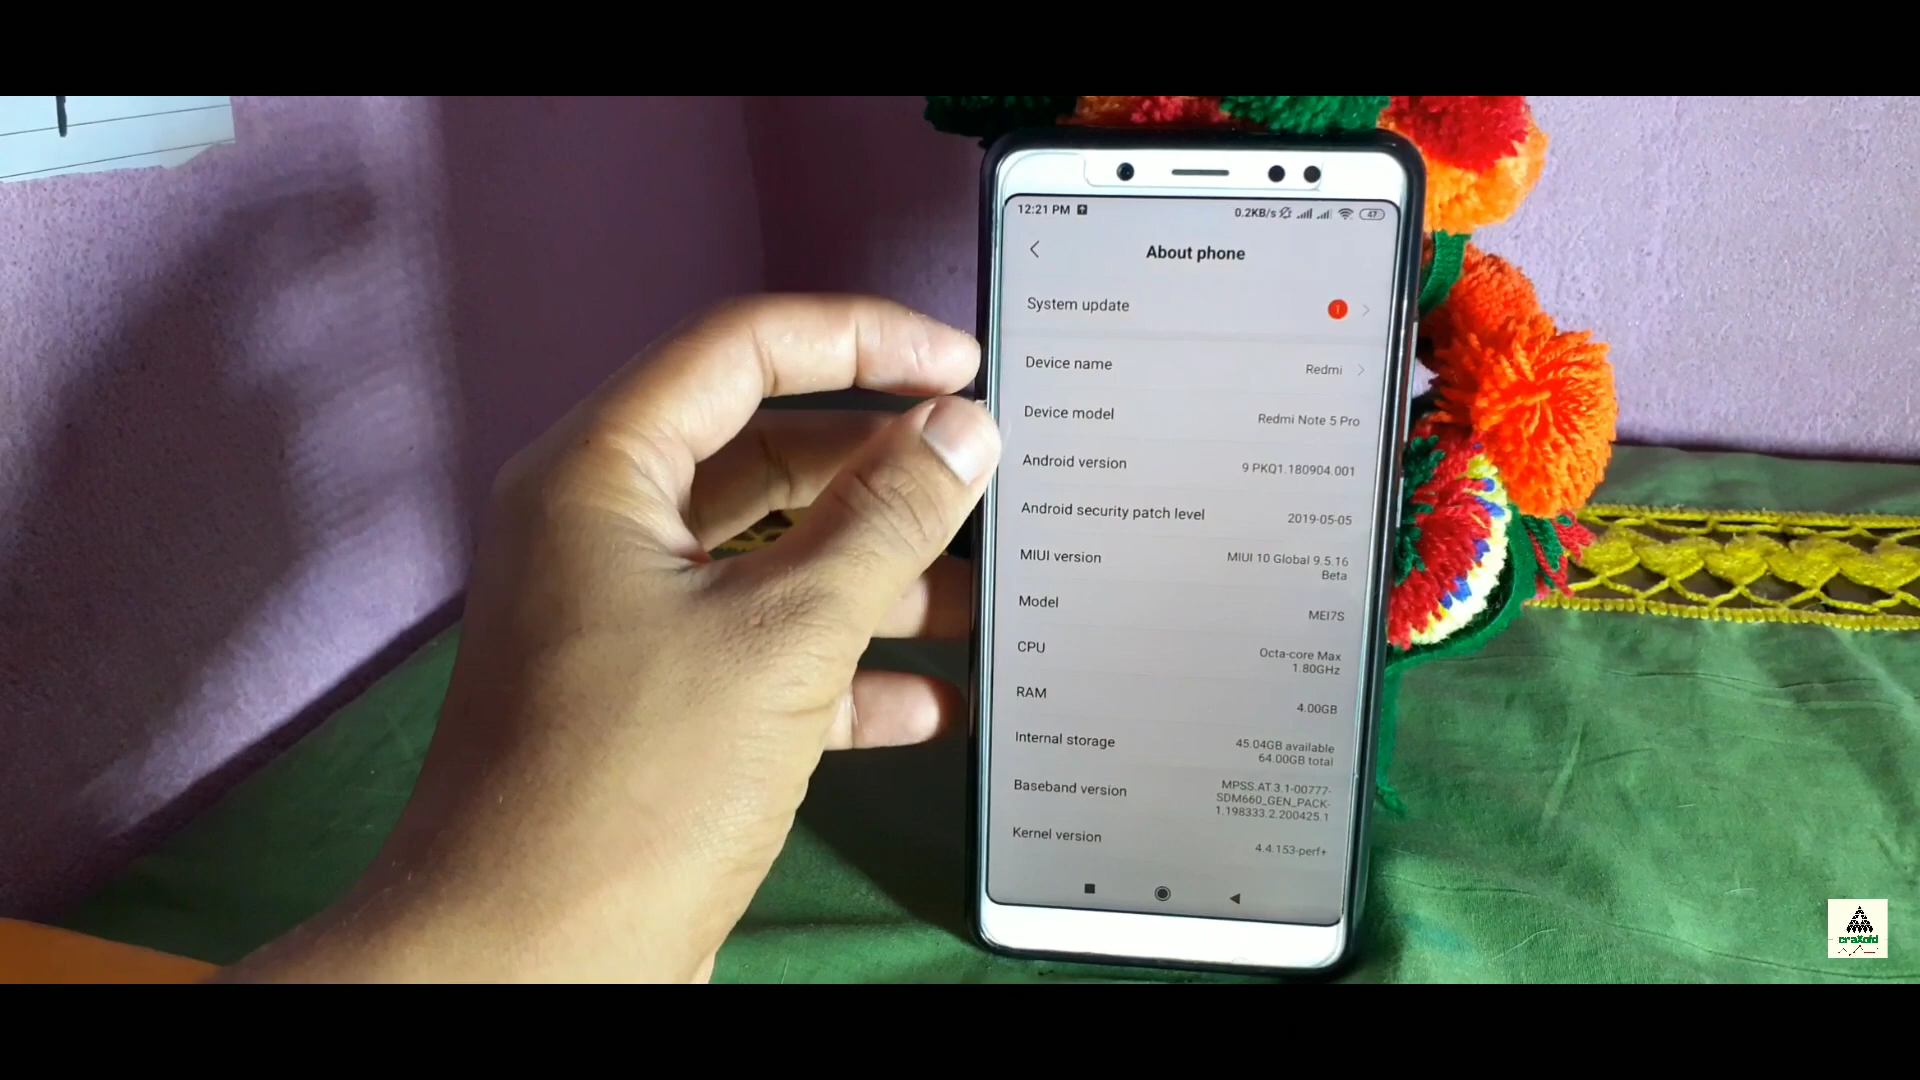 12:21 PM 0.2KB/s 47
About phone
System update 1
Device name Redmi
Device model Redmi Note 5 Pro
Android version 9 PKQ1.180904.001
Android security patch level 2019-05-05
MIUI version MIUI 10 Global 9.5.16
Beta
Model MEI7S
CPU Octa-core Max
1.80GHz
RAM 4.00GB
Internal storage 45.04GB available
64.00GB total
Baseband version MPSS.AT.3.1-00777-
SDM660_GEN_PACK-
1.198333.2.200425.1
Kernel version 4.4.153-perf+
craXoid